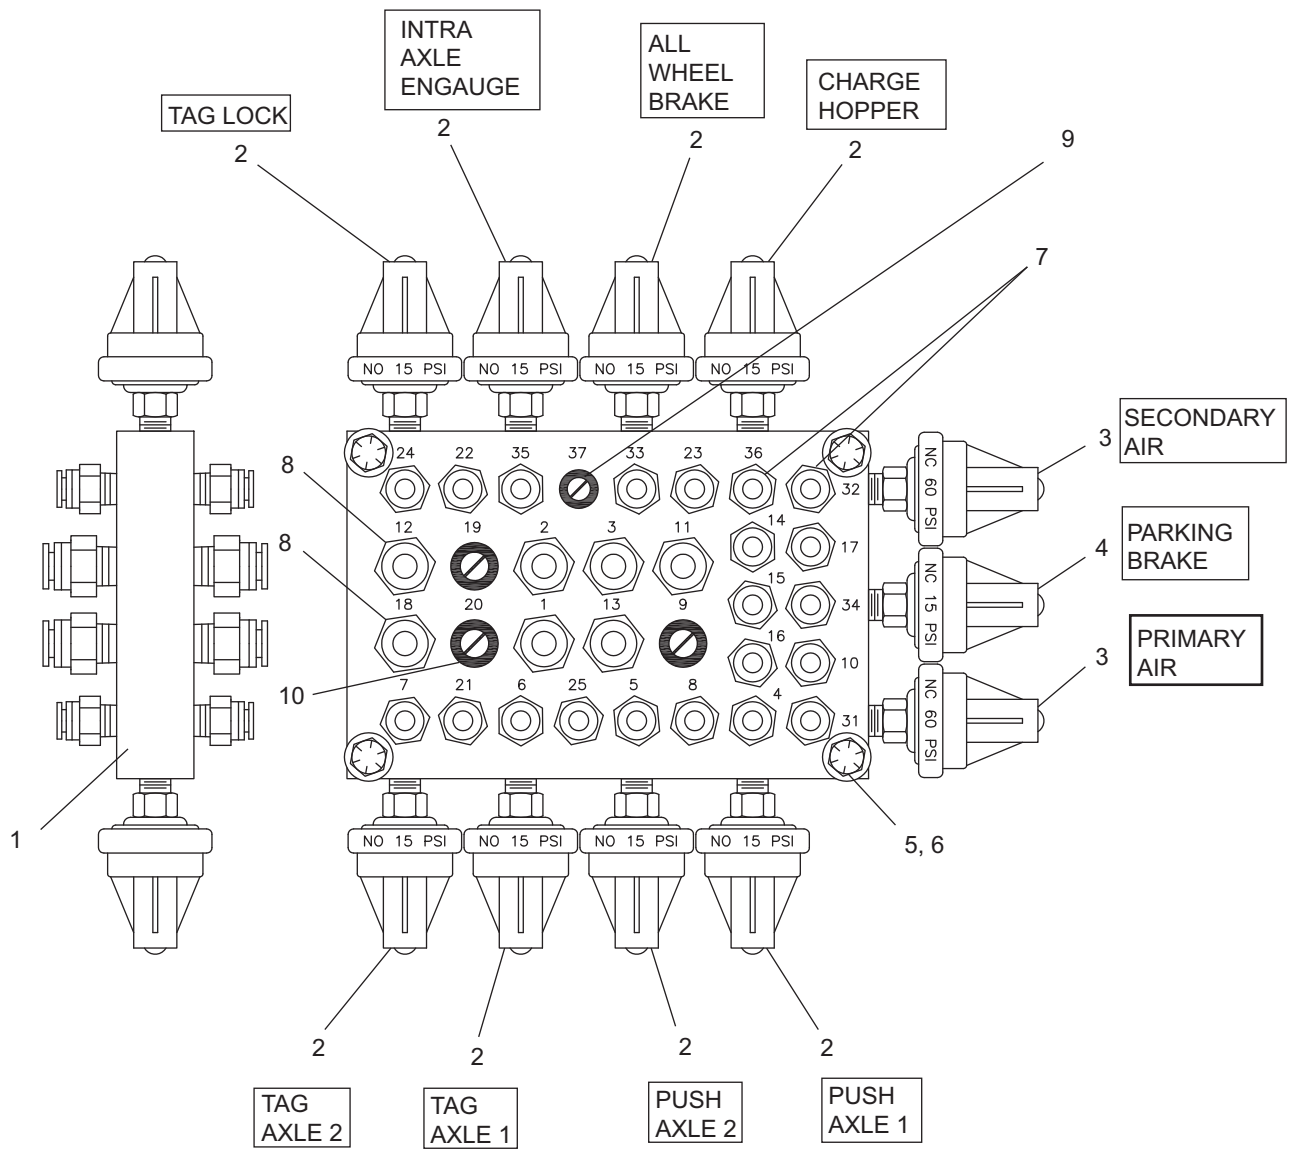 INTRA
AXLE
ENGAUGE
ALL
WHEEL
BRAKE
CHARGE
HOPPER
TAG LOCK
2
2
2
2
9
7
NO 15 PSI
NO 15 PSI
NO 15 PSI
NO 15 PSI
SECONDARY
AIR
3
NC 60 PSI
PARKING
BRAKE
4
NC 15 PSI
PRIMARY
AIR
3
NC 60 PSI
24 22 35 37 33 23 36
32
8
12 19 2 3 11 14
17
8
15
18 20 1 13 9 34
16
10
10
7 21 6 25 5 8 4
31
1
5, 6
NO 15 PSI
NO 15 PSI
NO 15 PSI
NO 15 PSI
2
2
2
2
TAG
AXLE 2
TAG
AXLE 1
PUSH
AXLE 2
PUSH
AXLE 1